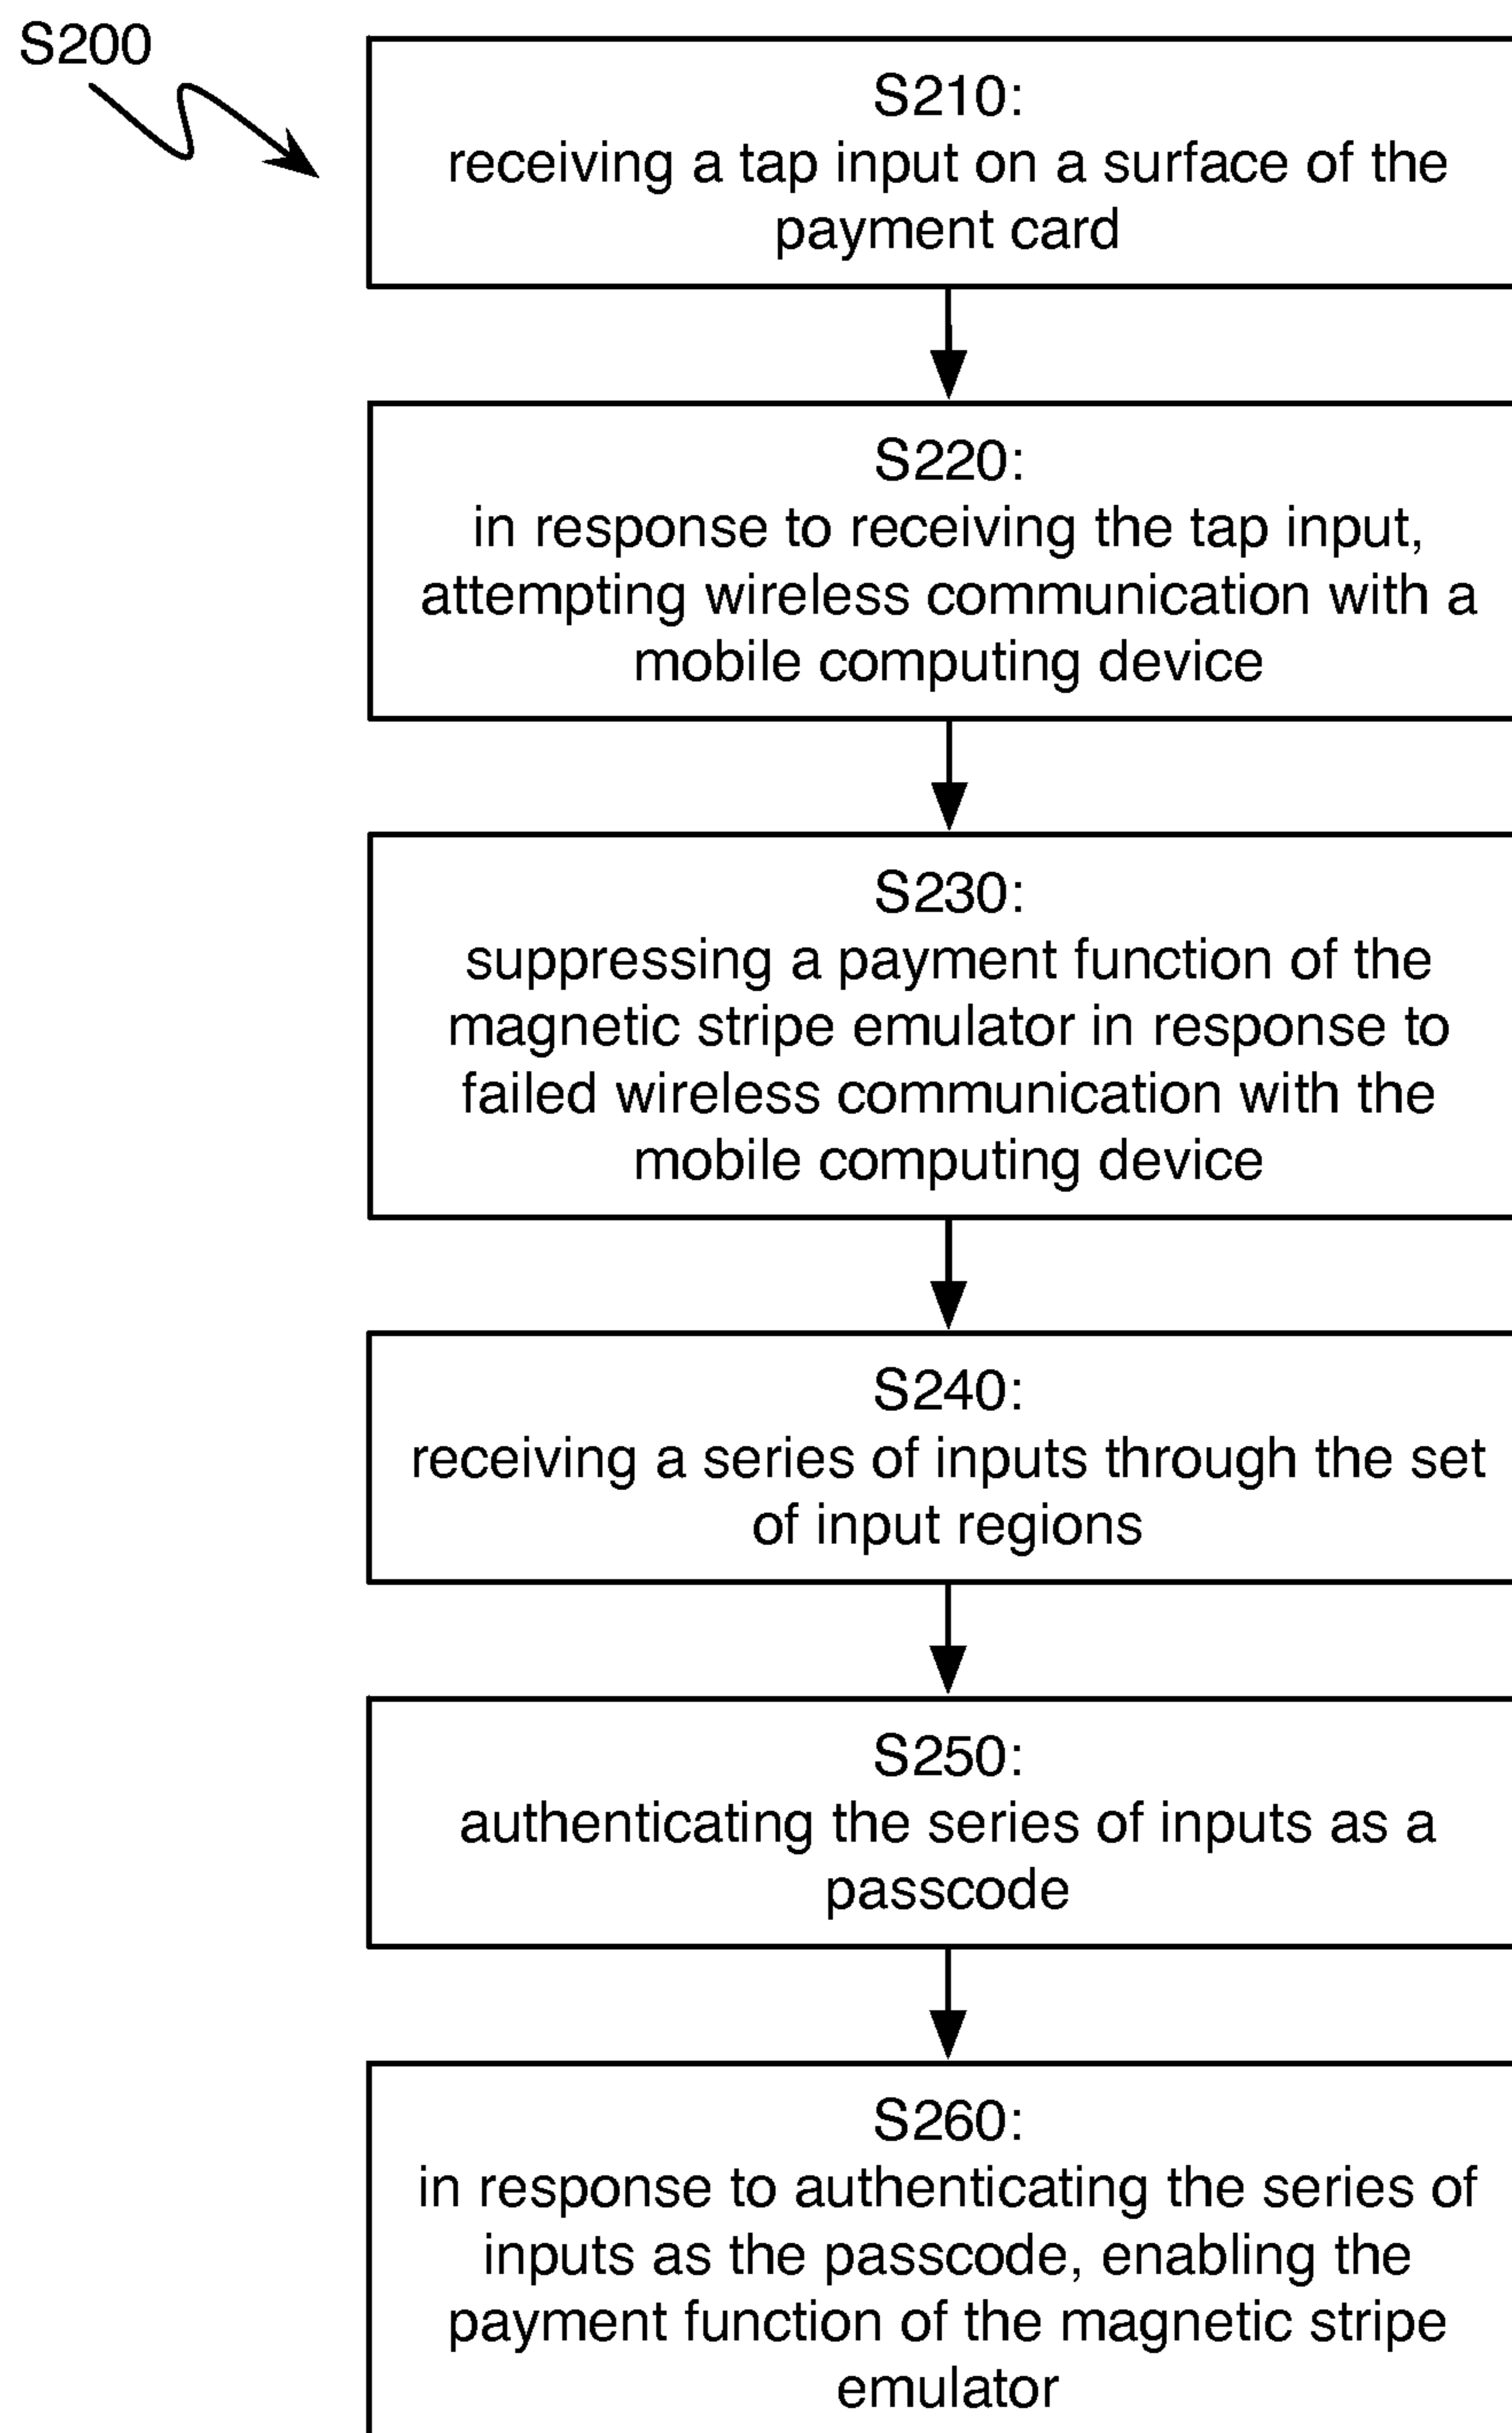 S200
S210:
receiving a tap input on a surface of the
payment card
S220:
in response to receiving the tap input,
attempting wireless communication with a
mobile computing device
S230:
suppressing a payment function of the
magnetic stripe emulator in response to
failed wireless communication with the
mobile computing device
S240:
receiving a series of inputs through the set
of input regions
S250:
authenticating the series of inputs as a
passcode
S260:
in response to authenticating the series of
inputs as the passcode, enabling the
payment function of the magnetic stripe
emulator